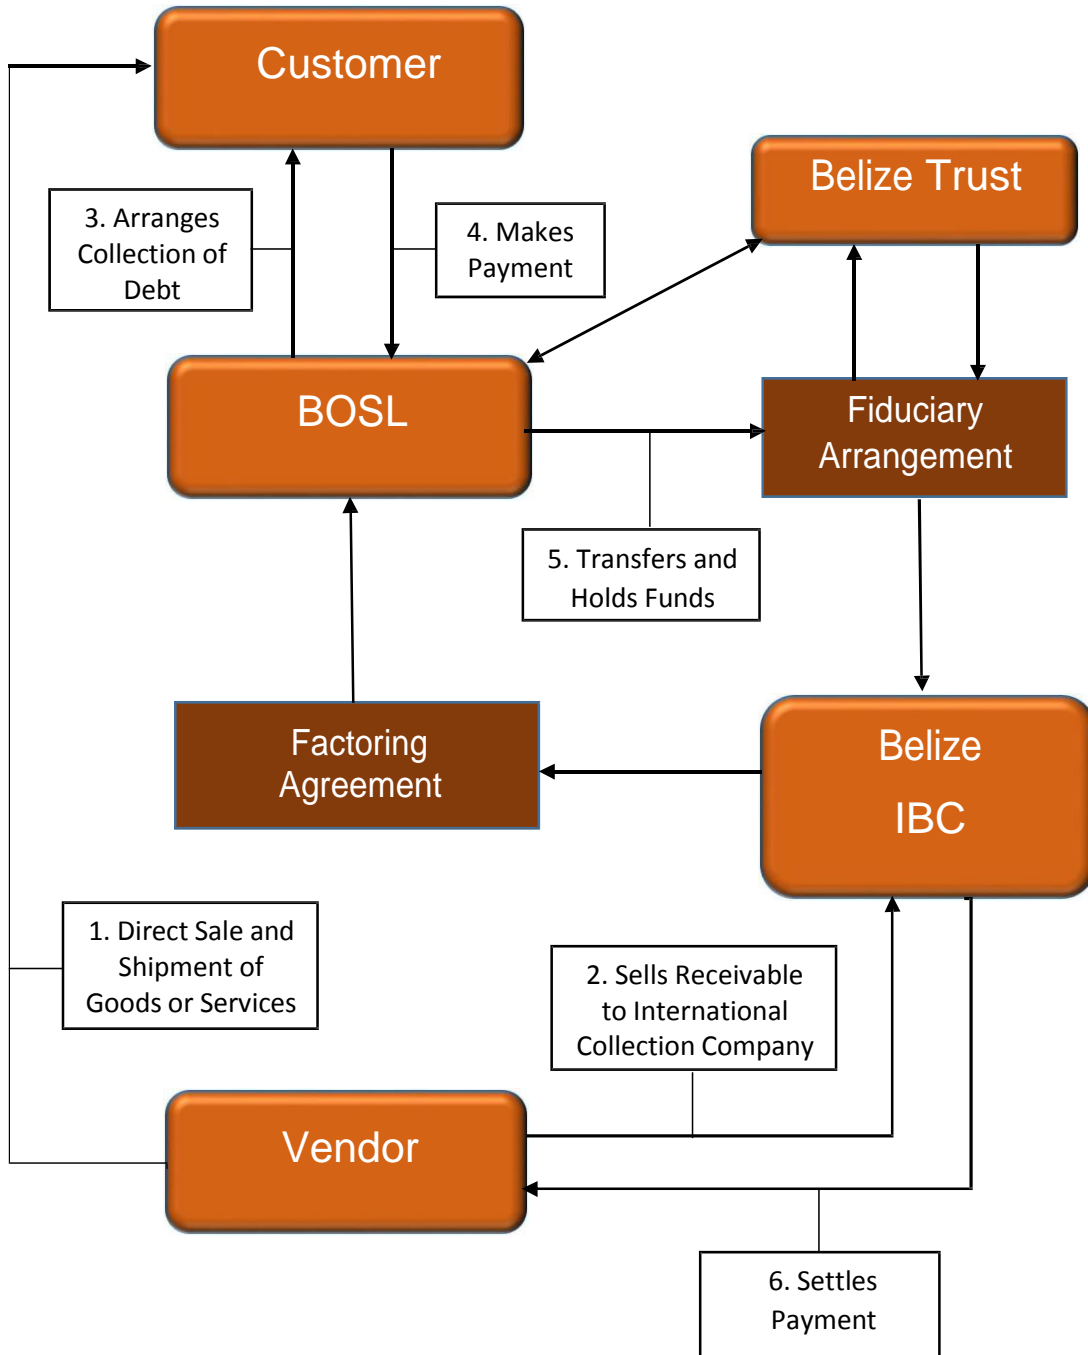 Customer
Belize Trust
3. Arranges
Collection of
Debt
4. Makes
Payment
BOSL
Fiduciary
Arrangement
5. Transfers and
Holds Funds
Factoring
Agreement
Belize
IBC
1. Direct Sale and
Shipment of
Goods or Services
2. Sells Receivable
to International
Collection Company
Vendor
6. Settles
Payment